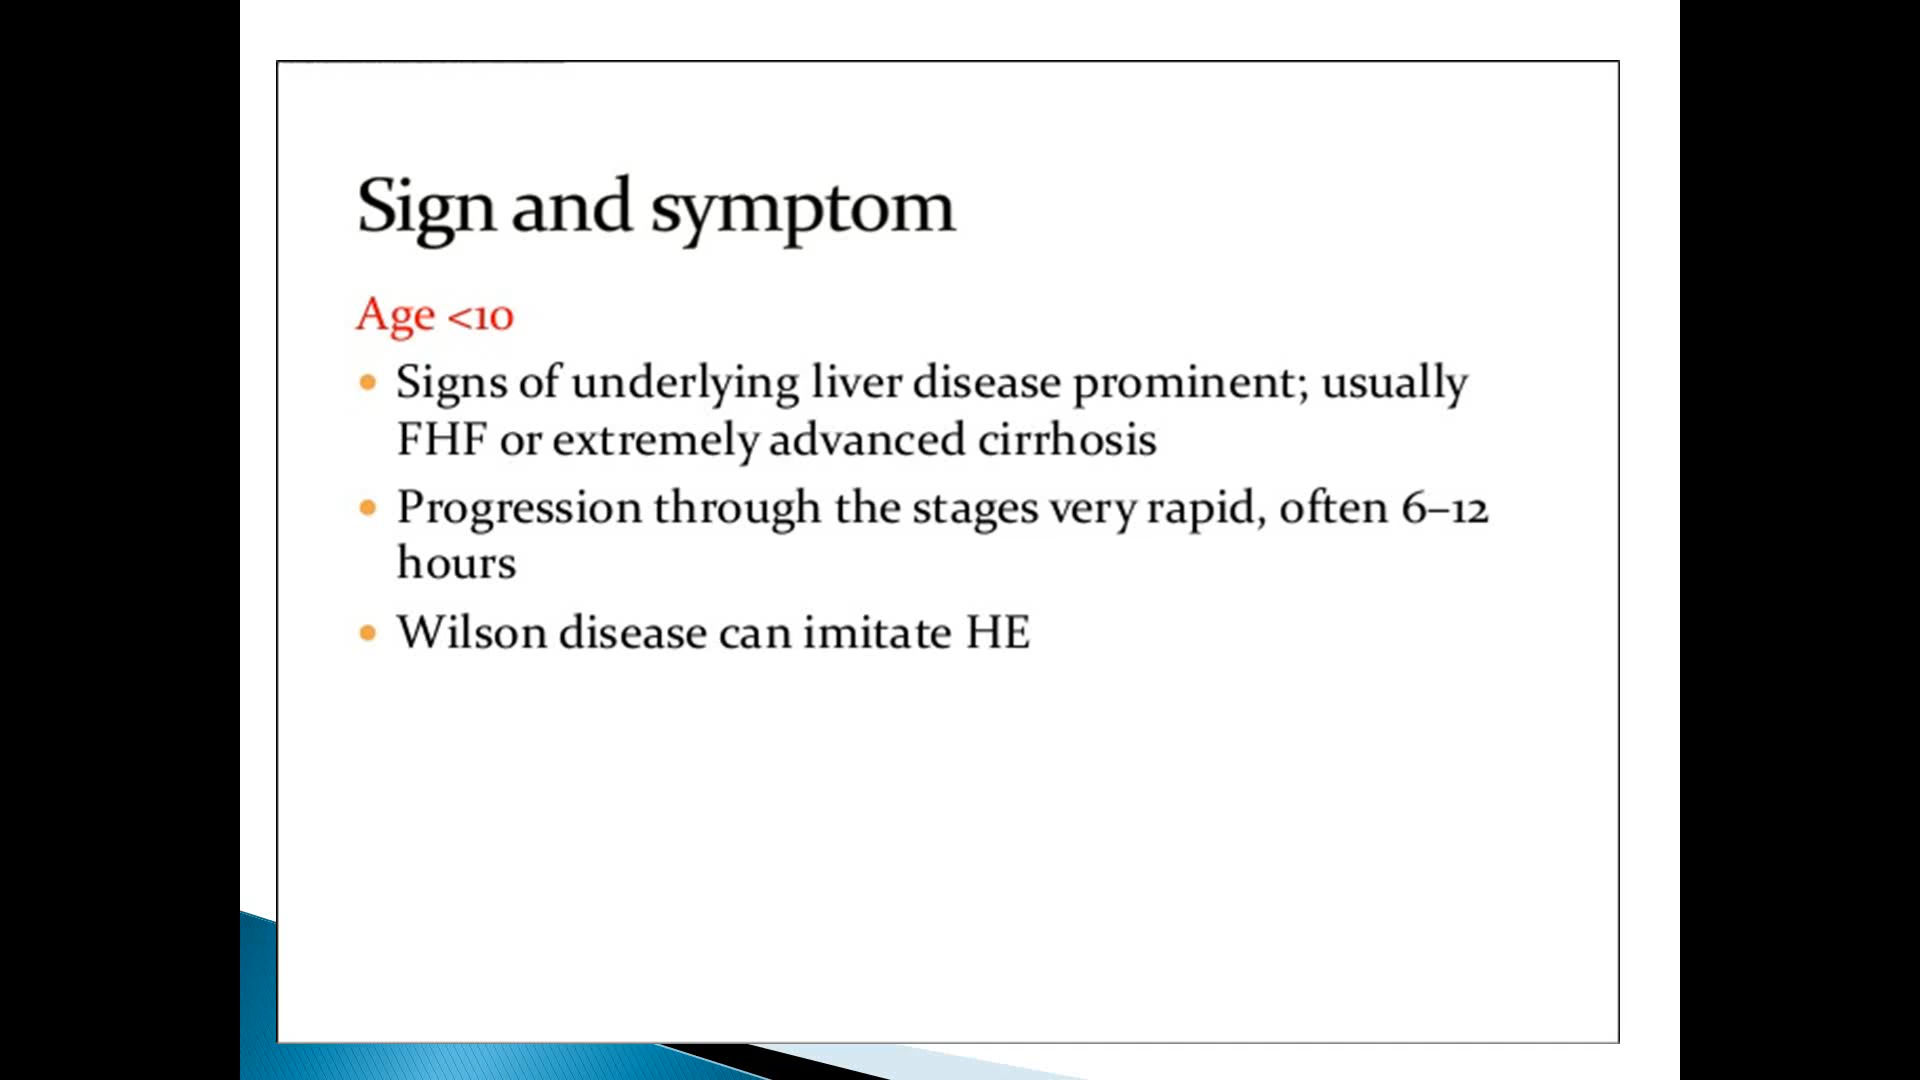 Sign and symptom
Age <10
• Signs of underlying liver disease prominent; usually
FHF or extremely advanced cirrhosis
• Progression through the stages very rapid, often 6–12
hours
• Wilson disease can imitate HE